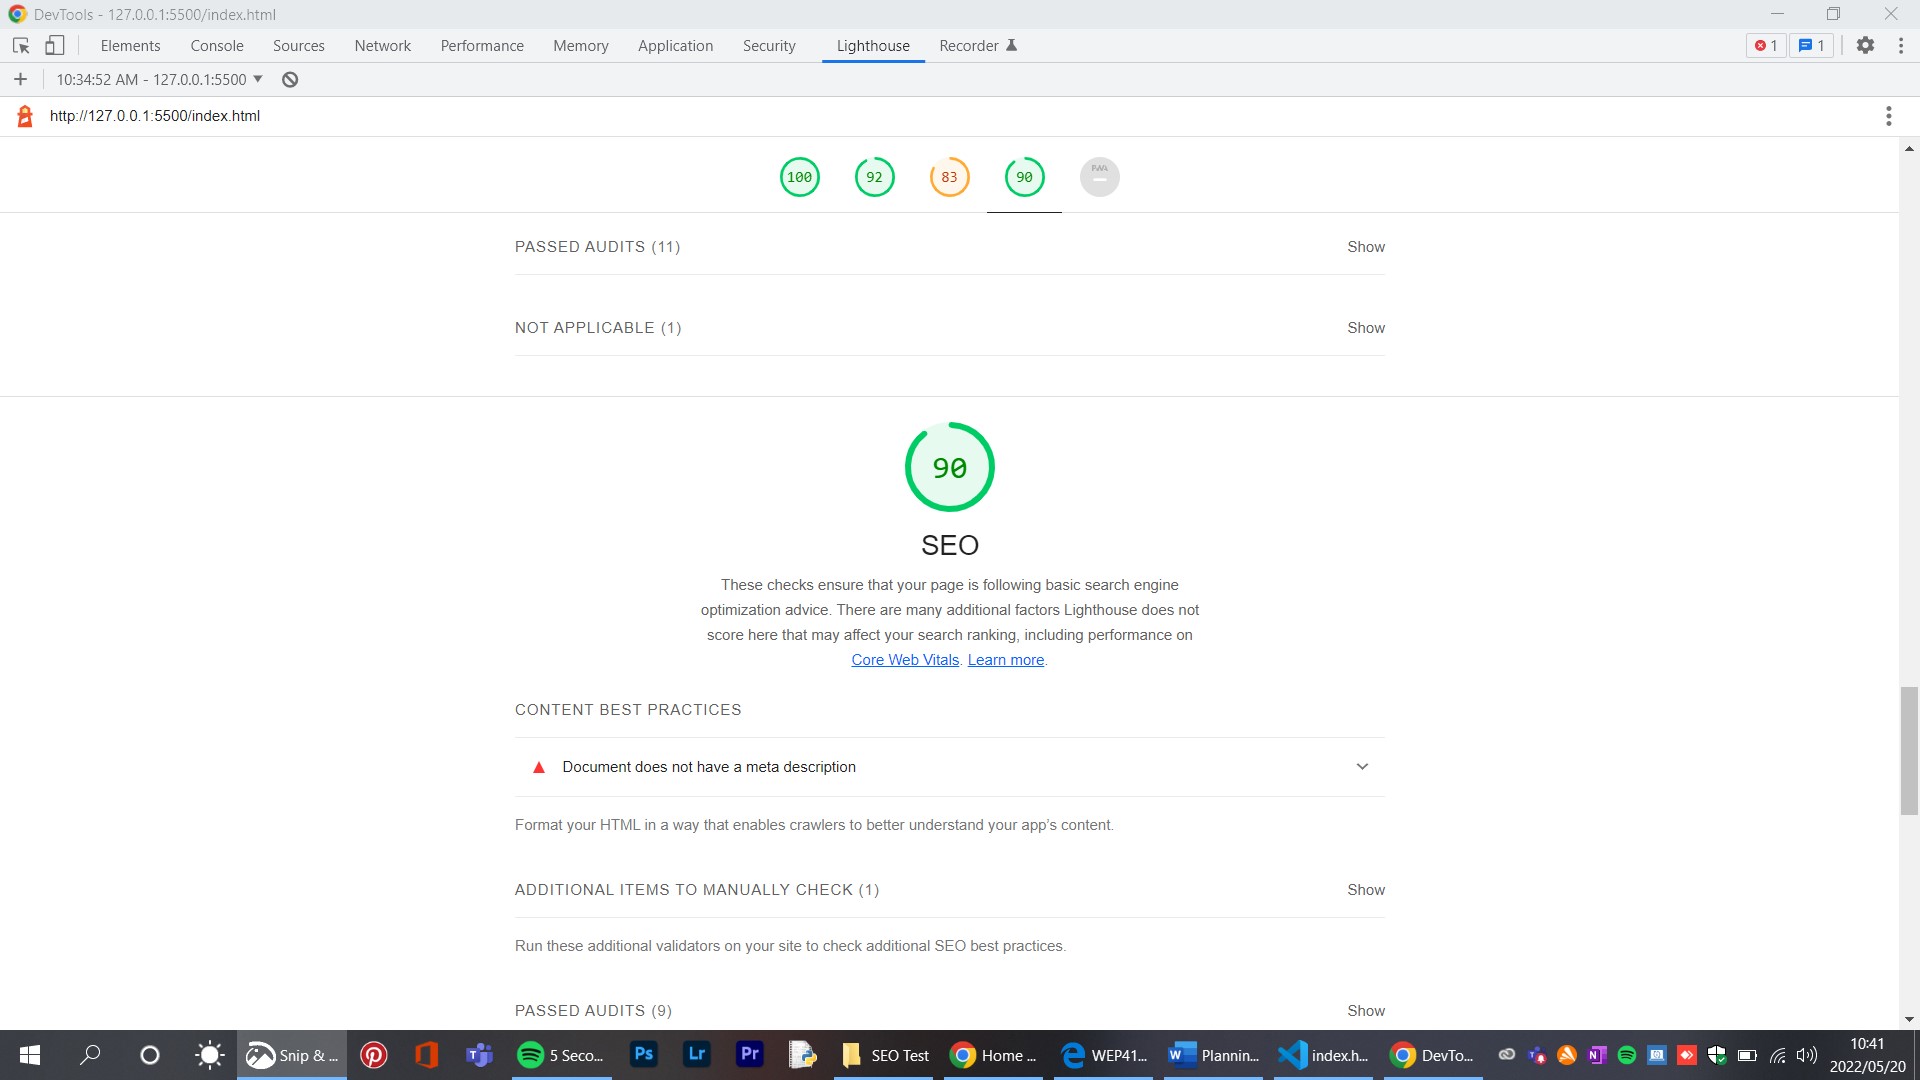 DevTools - 127.0.0.1:5500/index.html
Elements Console Sources Network Performance Memory Application Security Lighthouse Recorder 1 1
10:34:52 AM - 127.0.0.1:5500
http://127.0.0.1:5500/index.html
100 92 83 90 PWA
PASSED AUDITS (11) Show
NOT APPLICABLE (1) Show
90
SEO
These checks ensure that your page is following basic search engine
optimization advice. There are many additional factors Lighthouse does not
score here that may affect your search ranking, including performance on
Core Web Vitals. Learn more.
CONTENT BEST PRACTICES
Document does not have a meta description
Format your HTML in a way that enables crawlers to better understand your app’s content.
ADDITIONAL ITEMS TO MANUALLY CHECK (1) Show
Run these additional validators on your site to check additional SEO best practices.
PASSED AUDITS (9) Show
Snip & ... 5 Seco... Ps Lr Pr SEO Test Home ... WEP41... Plannin... index.h... DevTo... 10:41
2022/05/20